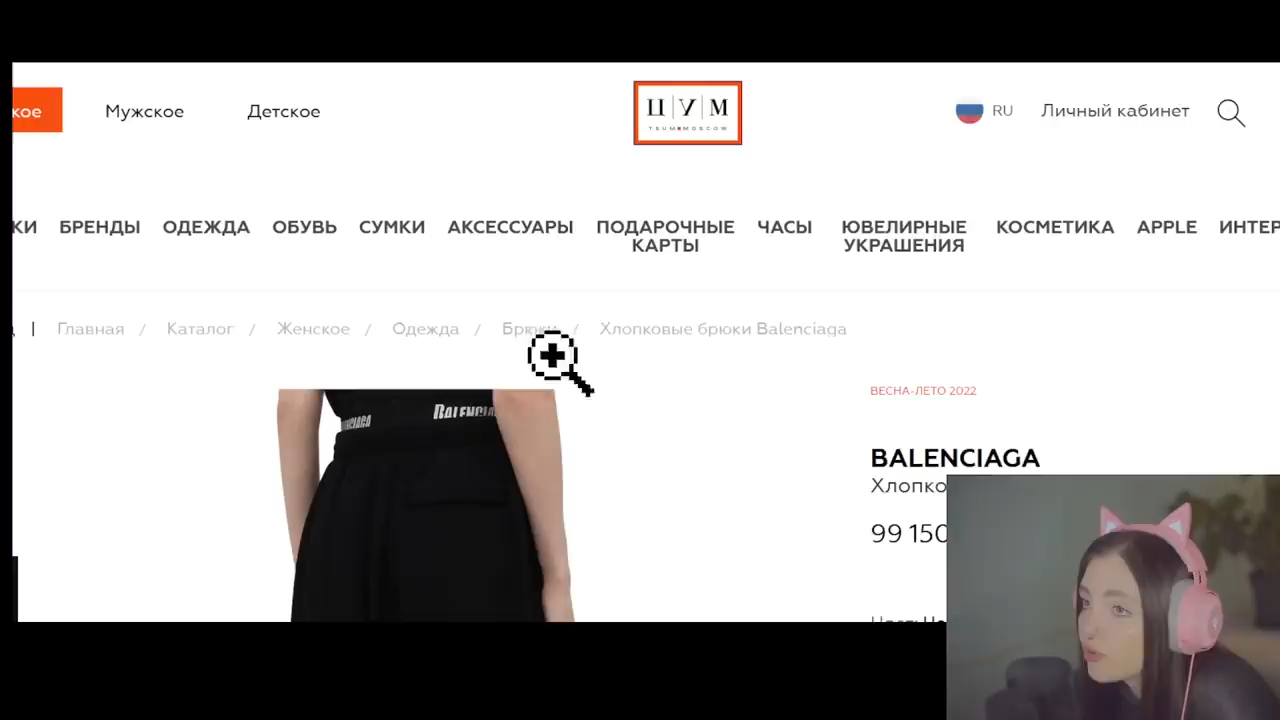 кое
Мужское
Детское
ЦУМ
TSUM MOSCOW
RU
Личный кабинет
КИ
БРЕНДЫ
ОДЕЖДА
ОБУВЬ
СУМКИ
АКСЕССУАРЫ
ПОДАРОЧНЫЕ
КАРТЫ
ЧАСЫ
ЮВЕЛИРНЫЕ
УКРАШЕНИЯ
КОСМЕТИКА
APPLE
ИНТЕР
| Главная / Каталог / Женское / Одежда / Брюки / Хлопковые брюки Balenciaga
BALENCIA
ВЕСНА-ЛЕТО 2022
BALENCIAGA
Хлопко
99 150